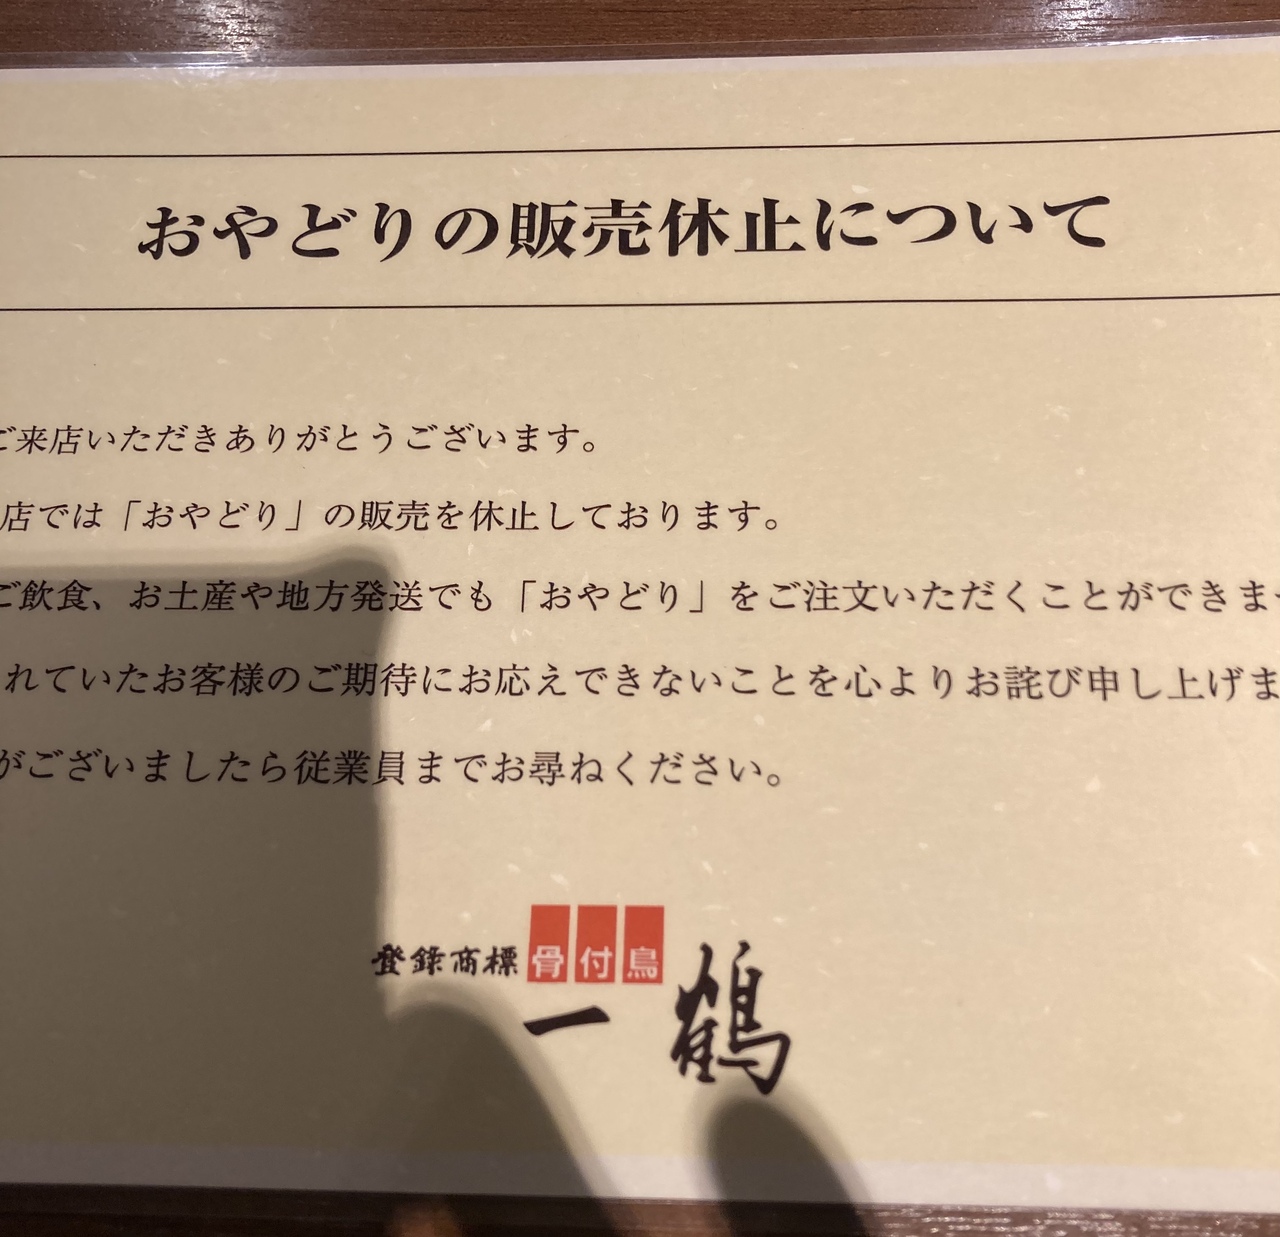 おやどりの販売休止について
ご来店いただきありがとうございます。
店では「おやどり」の販売を休止しております。
ご飲食、お土産や地方発送でも「おやどり」をご注文いただくことができま
れていたお客様のご期待にお応えできないことを心よりお詫び申し上げま
がございましたら従業員までお尋ねください。
登録商標 骨付鳥
一鶴